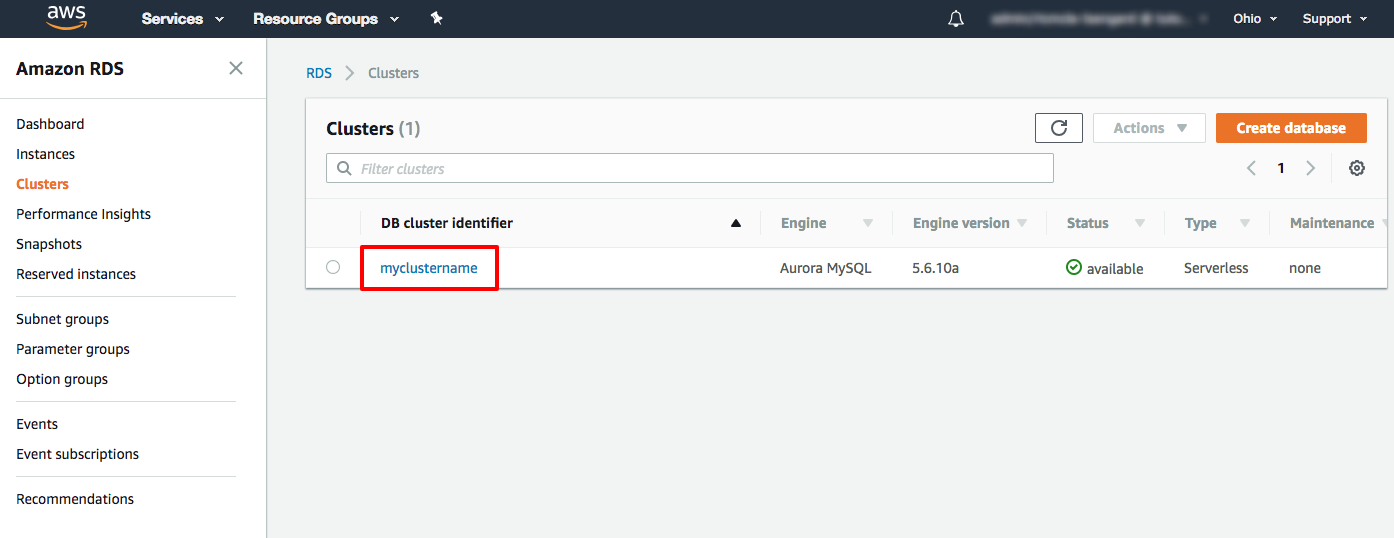 aws Services Resource Groups Ohio Support
Amazon RDS
Dashboard
Instances
Clusters
Performance Insights
Snapshots
Reserved instances
Subnet groups
Parameter groups
Option groups
Events
Event subscriptions
Recommendations
RDS Clusters
Clusters (1) Actions Create database
Filter clusters 1
DB cluster identifier Engine Engine version Status Type Maintenance
myclustername Aurora MySQL 5.6.10a available Serverless none